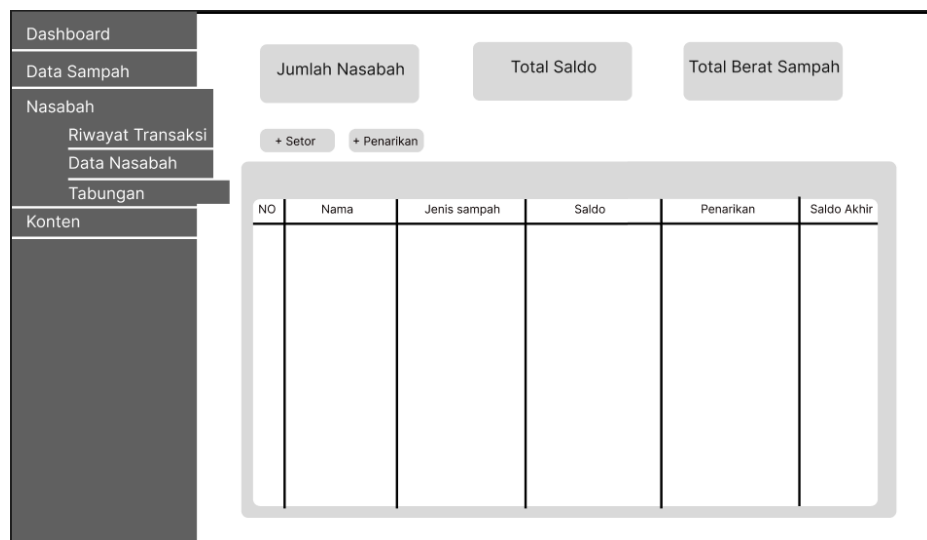 Dashboard
Data Sampah
Nasabah
Riwayat Transaksi
Data Nasabah
Tabungan
Konten
Jumlah Nasabah
Total Saldo
Total Berat Sampah
+ Setor
+ Penarikan
NO
Nama
Jenis sampah
Saldo
Penarikan
Saldo Akhir